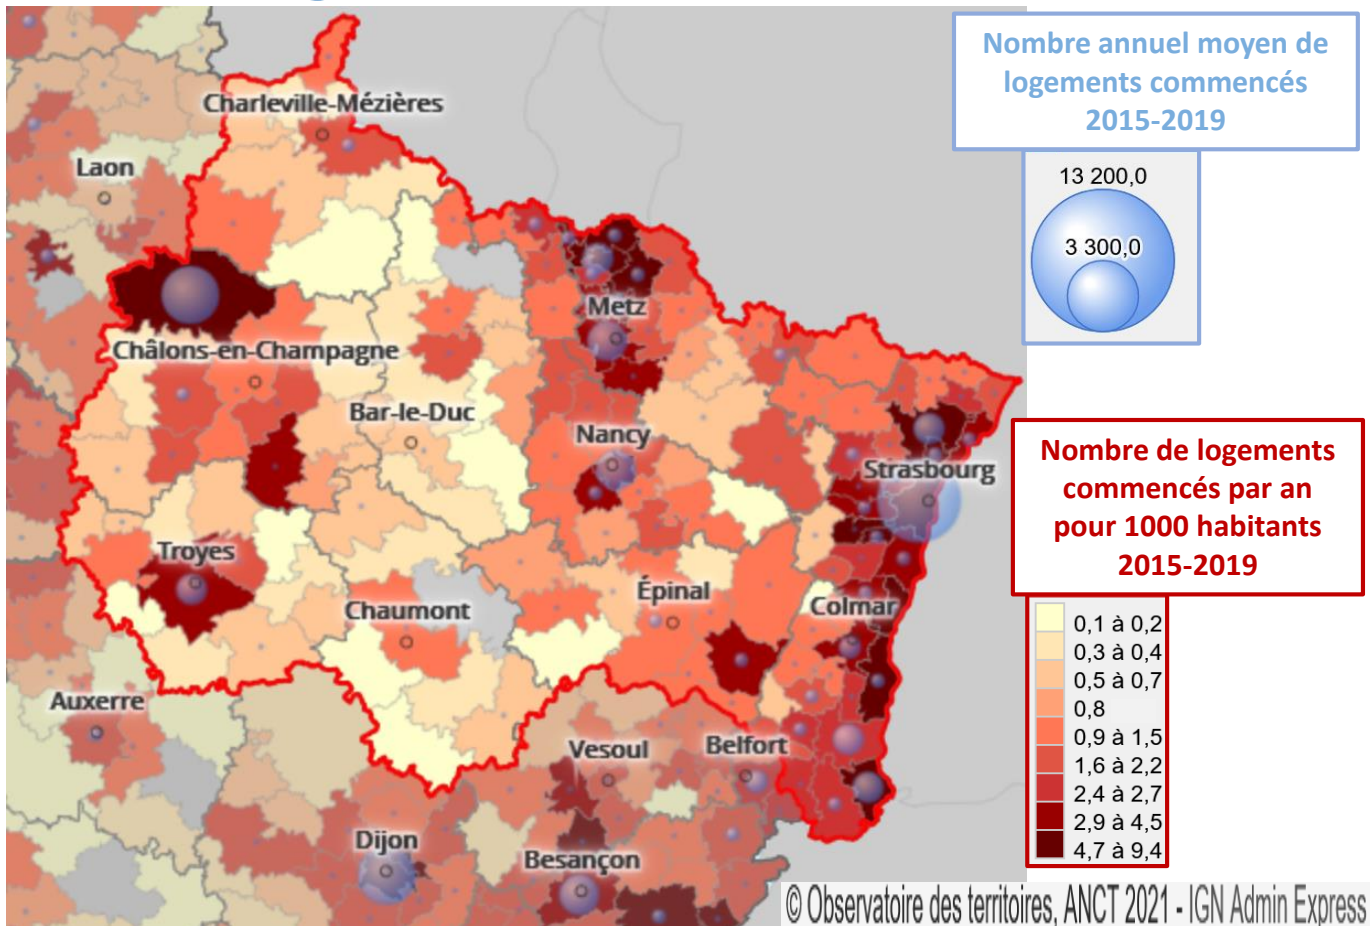 Nombre annuel moyen de
logements commencés
2015-2019
13 200,0
3 300,0
Charleville-Mézières
Laon
Metz
Châlons-en-Champagne
Bar-le-Duc
Nancy
Strasbourg
Troyes
Chaumont
Épinal
Colmar
Auxerre
Vesoul
Belfort
Dijon
Besançon
Nombre de logements
commencés par an
pour 1000 habitants
2015-2019
0,1 à 0,2
0,3 à 0,4
0,5 à 0,7
0,8
0,9 à 1,5
1,6 à 2,2
2,4 à 2,7
2,9 à 4,5
4,7 à 9,4
© Observatoire des territoires, ANCT 2021 - IGN Admin Express